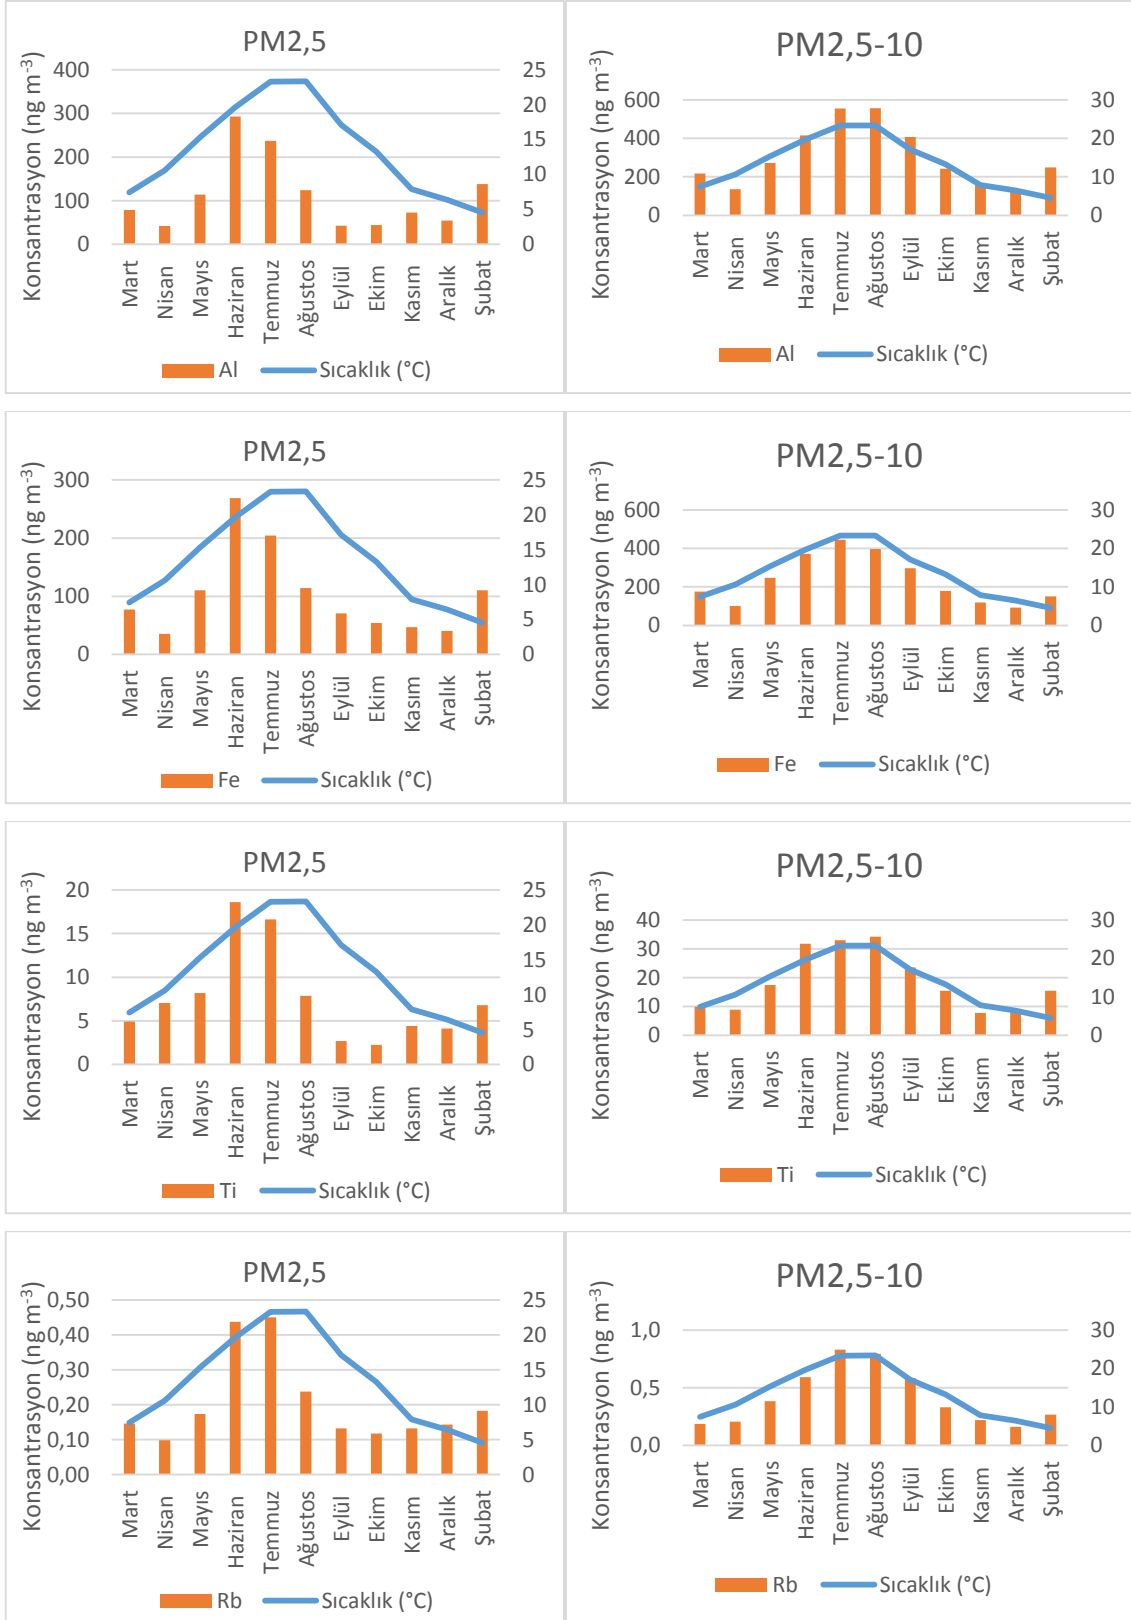 PM2,5
Konsantrasyon (ng m-3)
400
300
200
100
0
25
20
15
10
5
0
Mart
Nisan
Mayıs
Haziran
Temmuz
Ağustos
Eylül
Ekim
Kasım
Aralık
Şubat
Al
Sıcaklık (°C)
PM2,5-10
Konsantrasyon (ng m-3)
600
400
200
0
30
20
10
0
Mart
Nisan
Mayıs
Haziran
Temmuz
Ağustos
Eylül
Ekim
Kasım
Aralık
Şubat
Al
Sıcaklık (°C)
PM2,5
Konsantrasyon (ng m-3)
300
200
100
0
25
20
15
10
5
0
Mart
Nisan
Mayıs
Haziran
Temmuz
Ağustos
Eylül
Ekim
Kasım
Aralık
Şubat
Fe
Sıcaklık (°C)
PM2,5-10
Konsantrasyon (ng m-3)
600
400
200
0
30
20
10
0
Mart
Nisan
Mayıs
Haziran
Temmuz
Ağustos
Eylül
Ekim
Kasım
Aralık
Şubat
Fe
Sıcaklık (°C)
PM2,5
Konsantrasyon (ng m-3)
20
15
10
5
0
25
20
15
10
5
0
Mart
Nisan
Mayıs
Haziran
Temmuz
Ağustos
Eylül
Ekim
Kasım
Aralık
Şubat
Ti
Sıcaklık (°C)
PM2,5-10
Konsantrasyon (ng m-3)
40
30
20
10
0
30
20
10
0
Mart
Nisan
Mayıs
Haziran
Temmuz
Ağustos
Eylül
Ekim
Kasım
Aralık
Şubat
Ti
Sıcaklık (°C)
PM2,5
Konsantrasyon (ng m-3)
0,50
0,40
0,30
0,20
0,10
0,00
25
20
15
10
5
0
Mart
Nisan
Mayıs
Haziran
Temmuz
Ağustos
Eylül
Ekim
Kasım
Aralık
Şubat
Rb
Sıcaklık (°C)
PM2,5-10
Konsantrasyon (ng m-3)
1,0
0,5
0,0
30
20
10
0
Mart
Nisan
Mayıs
Haziran
Temmuz
Ağustos
Eylül
Ekim
Kasım
Aralık
Şubat
Rb
Sıcaklık (°C)